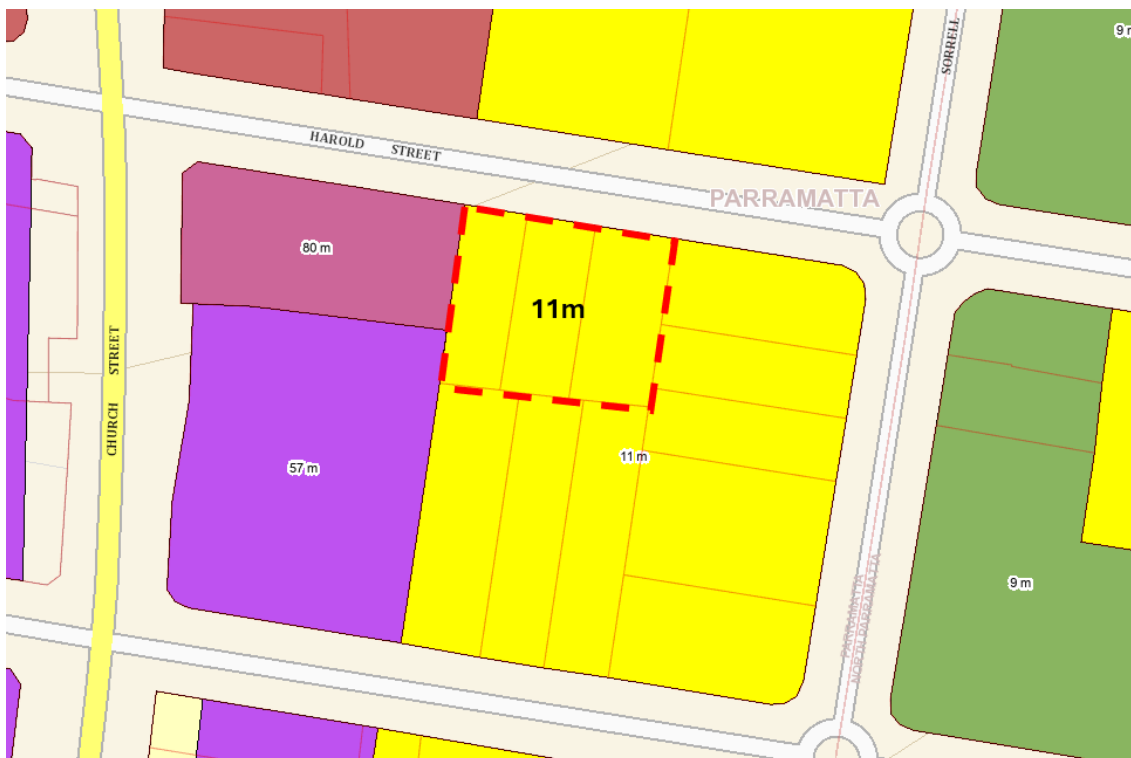 9 m
SORRELL
HAROLD STREET
PARRAMATTA
80 m
11m
CHURCH STREET
11 m
57 m
9 m
PARRAMATTA
NORTH PARRAMATTA